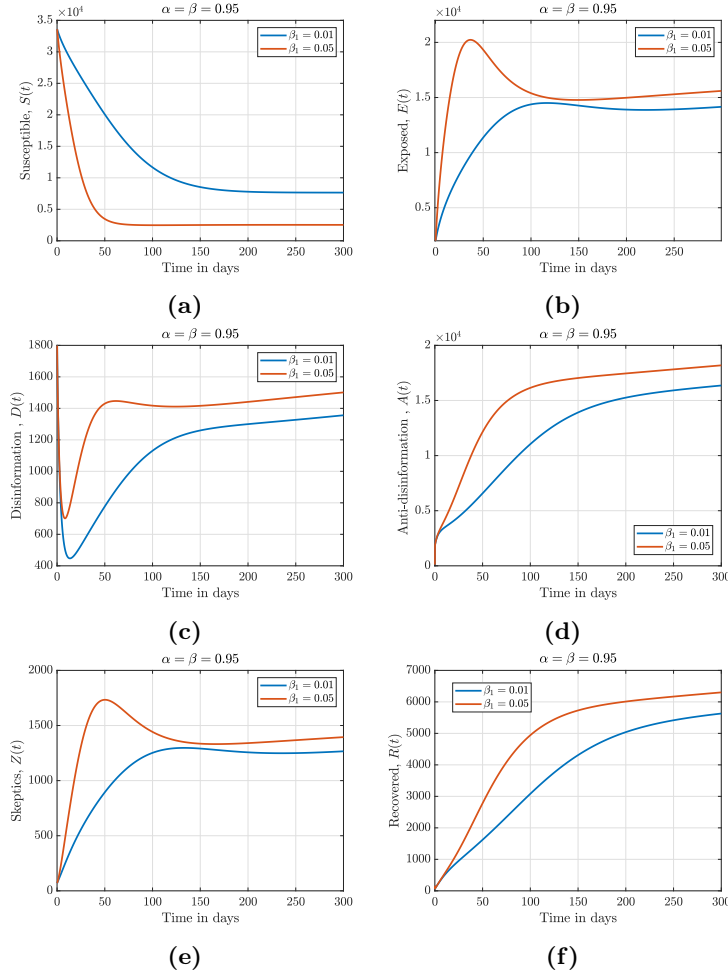 α = β = 0.95
×10⁴
β₁ = 0.01
β₁ = 0.05
Susceptible, S(t)
3.5
3
2.5
2
1.5
1
0.5
0
0 50 100 150 200 250 300
Time in days
(a)
α = β = 0.95
×10⁴
β₁ = 0.01
β₁ = 0.05
Exposed, E(t)
2
1.5
1
0.5
0 50 100 150 200 250
Time in days
(b)
α = β = 0.95
β₁ = 0.01
β₁ = 0.05
Disinformation , D(t)
1800
1600
1400
1200
1000
800
600
400
0 50 100 150 200 250 300
Time in days
(c)
α = β = 0.95
×10⁴
Anti-disinformation , A(t)
2
1.5
1
0.5
0
β₁ = 0.01
β₁ = 0.05
0 50 100 150 200 250 300
Time in days
(d)
α = β = 0.95
β₁ = 0.01
β₁ = 0.05
Skeptics, Z(t)
2000
1500
1000
500
0
0 50 100 150 200 250 300
Time in days
(e)
α = β = 0.95
β₁ = 0.01
β₁ = 0.05
Recovered, R(t)
7000
6000
5000
4000
3000
2000
1000
0
0 50 100 150 200 250 300
Time in days
(f)